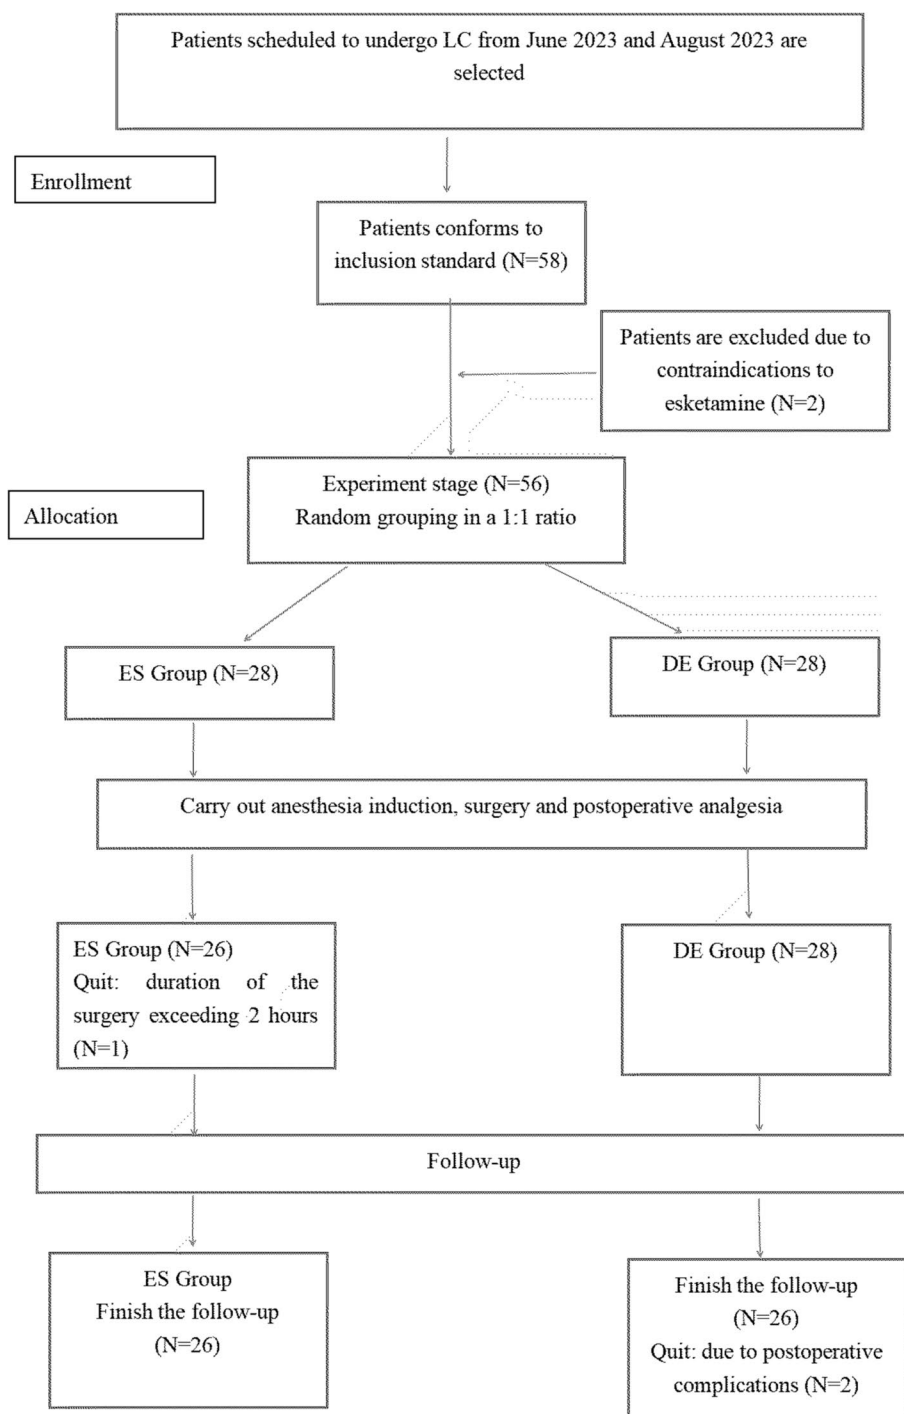 Patients scheduled to undergo LC from June 2023 and August 2023 are
selected
Enrollment
Patients conforms to
inclusion standard (N=58)
Patients are excluded due to
contraindications to
esketamine (N=2)
Experiment stage (N=56)
Random grouping in a 1:1 ratio
Allocation
ES Group (N=28)
DE Group (N=28)
Carry out anesthesia induction, surgery and postoperative analgesia
ES Group (N=26)
Quit: duration of the
surgery exceeding 2 hours
(N=1)
DE Group (N=28)
Follow-up
ES Group
Finish the follow-up
(N=26)
Finish the follow-up
(N=26)
Quit: due to postoperative
complications (N=2)